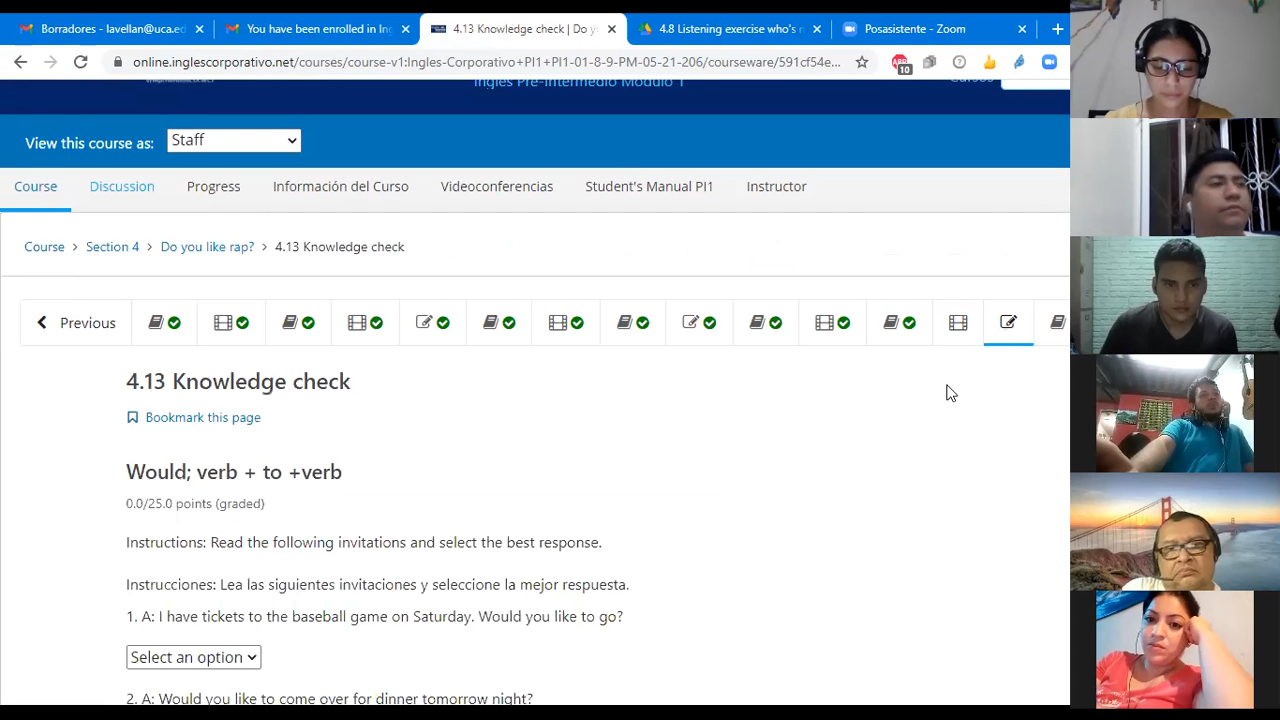 Borradores - lavellan@uca.ed
You have been enrolled in Ing
4.13 Knowledge check | Do yo
4.8 Listening exercise who's n
Posasistente - Zoom
online.inglescorporativo.net/courses/course-v1:Ingles-Corporativo+PI1+PI1-01-8-9-PM-05-21-206/courseware/591cf54e...
10
Ingles Pre-Intermedio Modulo 1
View this course as:
Staff
Course
Discussion
Progress
Información del Curso
Videoconferencias
Student's Manual PI1
Instructor
Course > Section 4 > Do you like rap? > 4.13 Knowledge check
Previous
4.13 Knowledge check
Bookmark this page
Would; verb + to +verb
0.0/25.0 points (graded)
Instructions: Read the following invitations and select the best response.
Instrucciones: Lea las siguientes invitaciones y seleccione la mejor respuesta.
1. A: I have tickets to the baseball game on Saturday. Would you like to go?
Select an option
2. A: Would you like to come over for dinner tomorrow night?